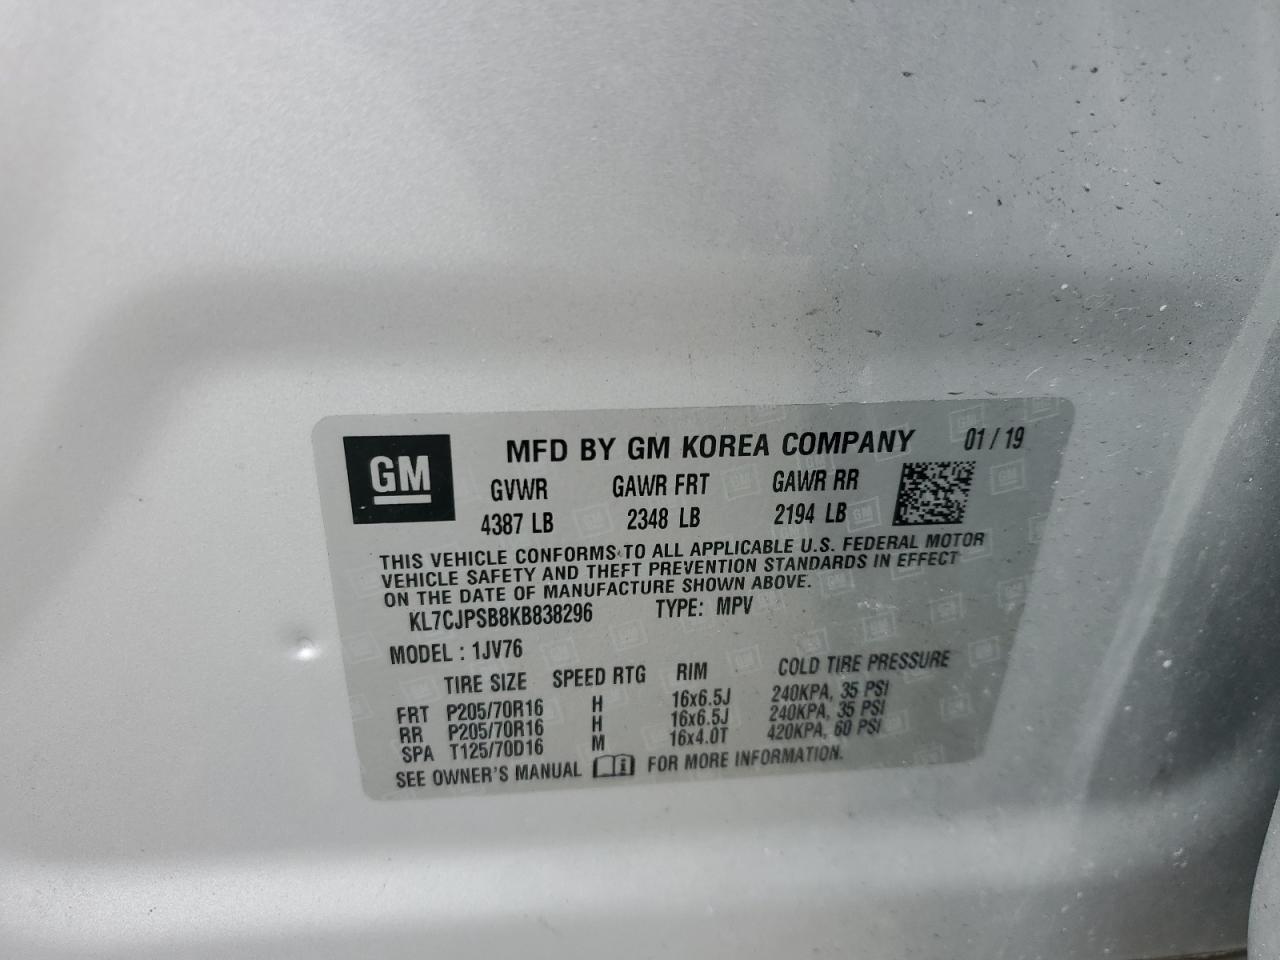 GM MFD BY GM KOREA COMPANY 01 / 19
GVWR GAWR FRT GAWR RR
4387 LB 2348 LB 2194 LB
THIS VEHICLE CONFORMS TO ALL APPLICABLE U.S. FEDERAL MOTOR
VEHICLE SAFETY AND THEFT PREVENTION STANDARDS IN EFFECT
ON THE DATE OF MANUFACTURE SHOWN ABOVE.
KL7CJPSB8KB838296 TYPE: MPV
MODEL : 1JV76
TIRE SIZE SPEED RTG RIM COLD TIRE PRESSURE
FRT P205/70R16 H 16x6.5J 240KPA, 35 PSI
RR P205/70R16 H 16x6.5J 240KPA, 35 PSI
SPA T125/70D16 M 16x4.0T 420KPA, 60 PSI
SEE OWNER'S MANUAL i FOR MORE INFORMATION.